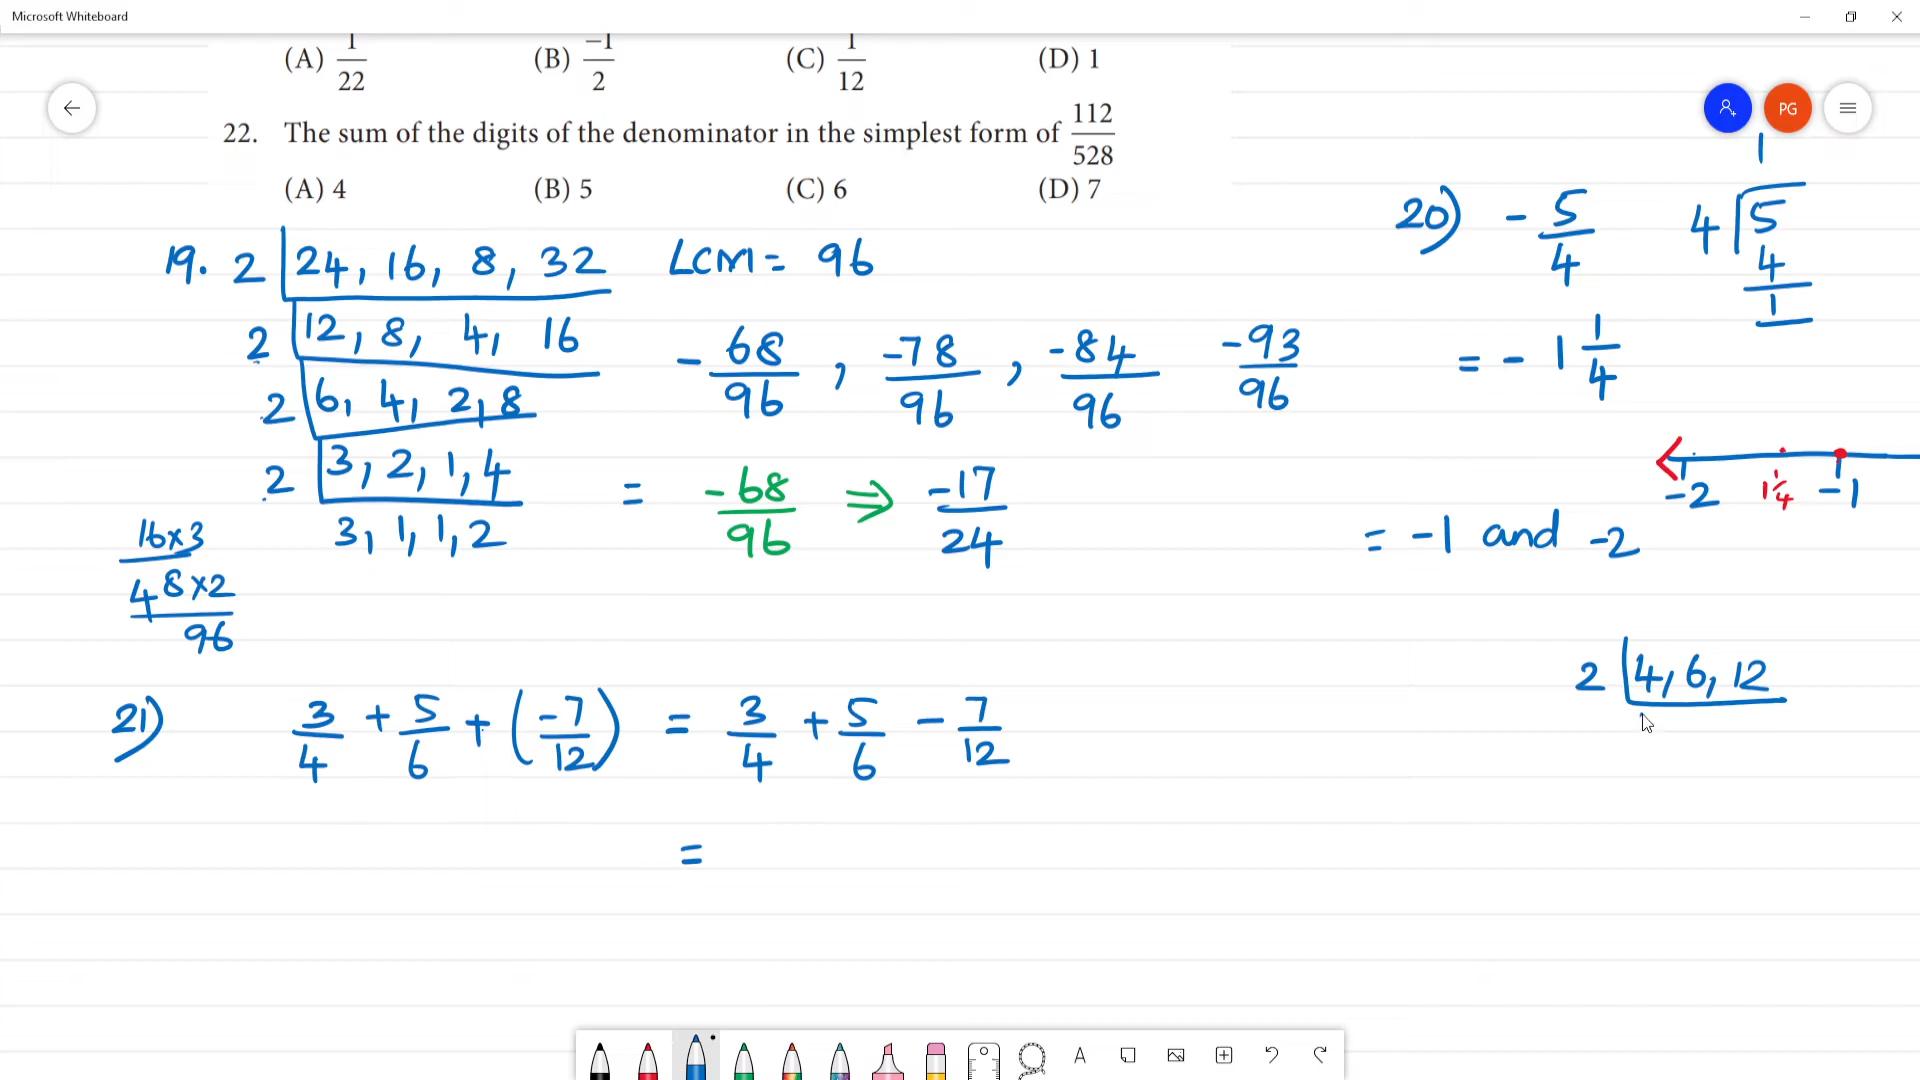 Microsoft Whiteboard
(A) 1/22 (B) -1/2 (C) 1/12 (D) 1
22. The sum of the digits of the denominator in the simplest form of 112/528
(A) 4 (B) 5 (C) 6 (D) 7
PG
19. 2 | 24, 16, 8, 32 LCM = 96
2 | 12, 8, 4, 16
2 | 6, 4, 2, 8
2 | 3, 2, 1, 4
3, 1, 1, 2
16x3
48x2
96
-68/96, -78/96, -84/96 -93/96
= -68/96 ⇒ -17/24
20) -5/4
1
4 5
4
1
= -1 1/4
-2 1 1/4 -1
= -1 and -2
21) 3/4 + 5/6 + (-7/12) = 3/4 + 5/6 - 7/12
=
2 | 4, 6, 12
A